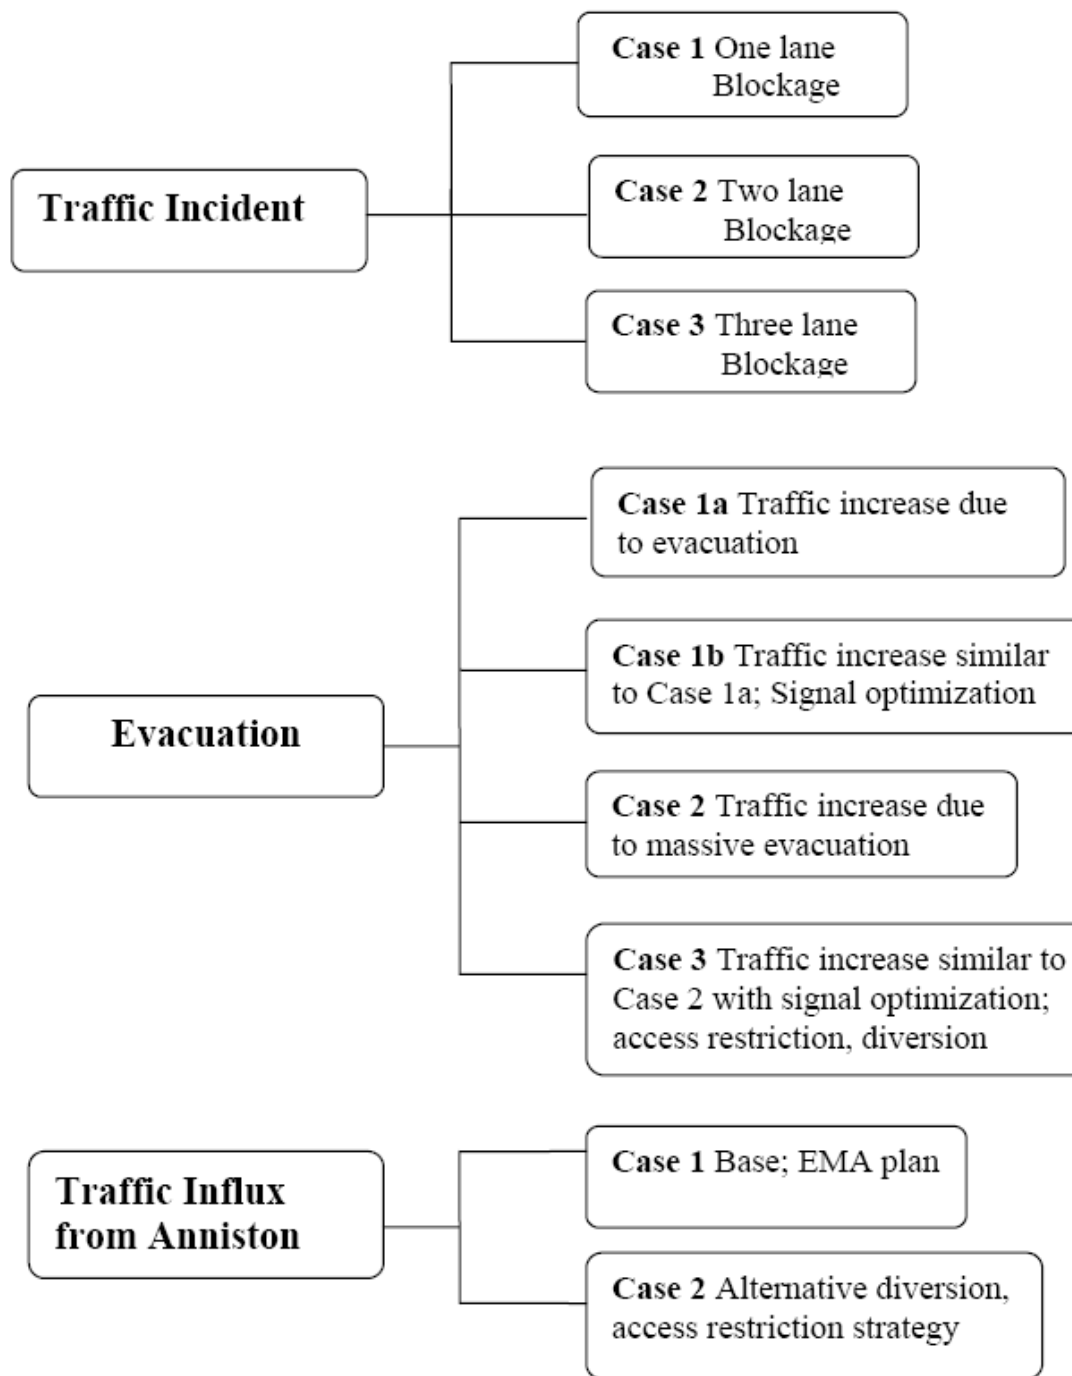 Case 1 One lane
Blockage
Traffic Incident
Case 2 Two lane
Blockage
Case 3 Three lane
Blockage
Case 1a Traffic increase due
to evacuation
Case 1b Traffic increase similar
to Case 1a; Signal optimization
Evacuation
Case 2 Traffic increase due
to massive evacuation
Case 3 Traffic increase similar to
Case 2 with signal optimization;
access restriction, diversion
Traffic Influx
from Anniston
Case 1 Base; EMA plan
Case 2 Alternative diversion,
access restriction strategy